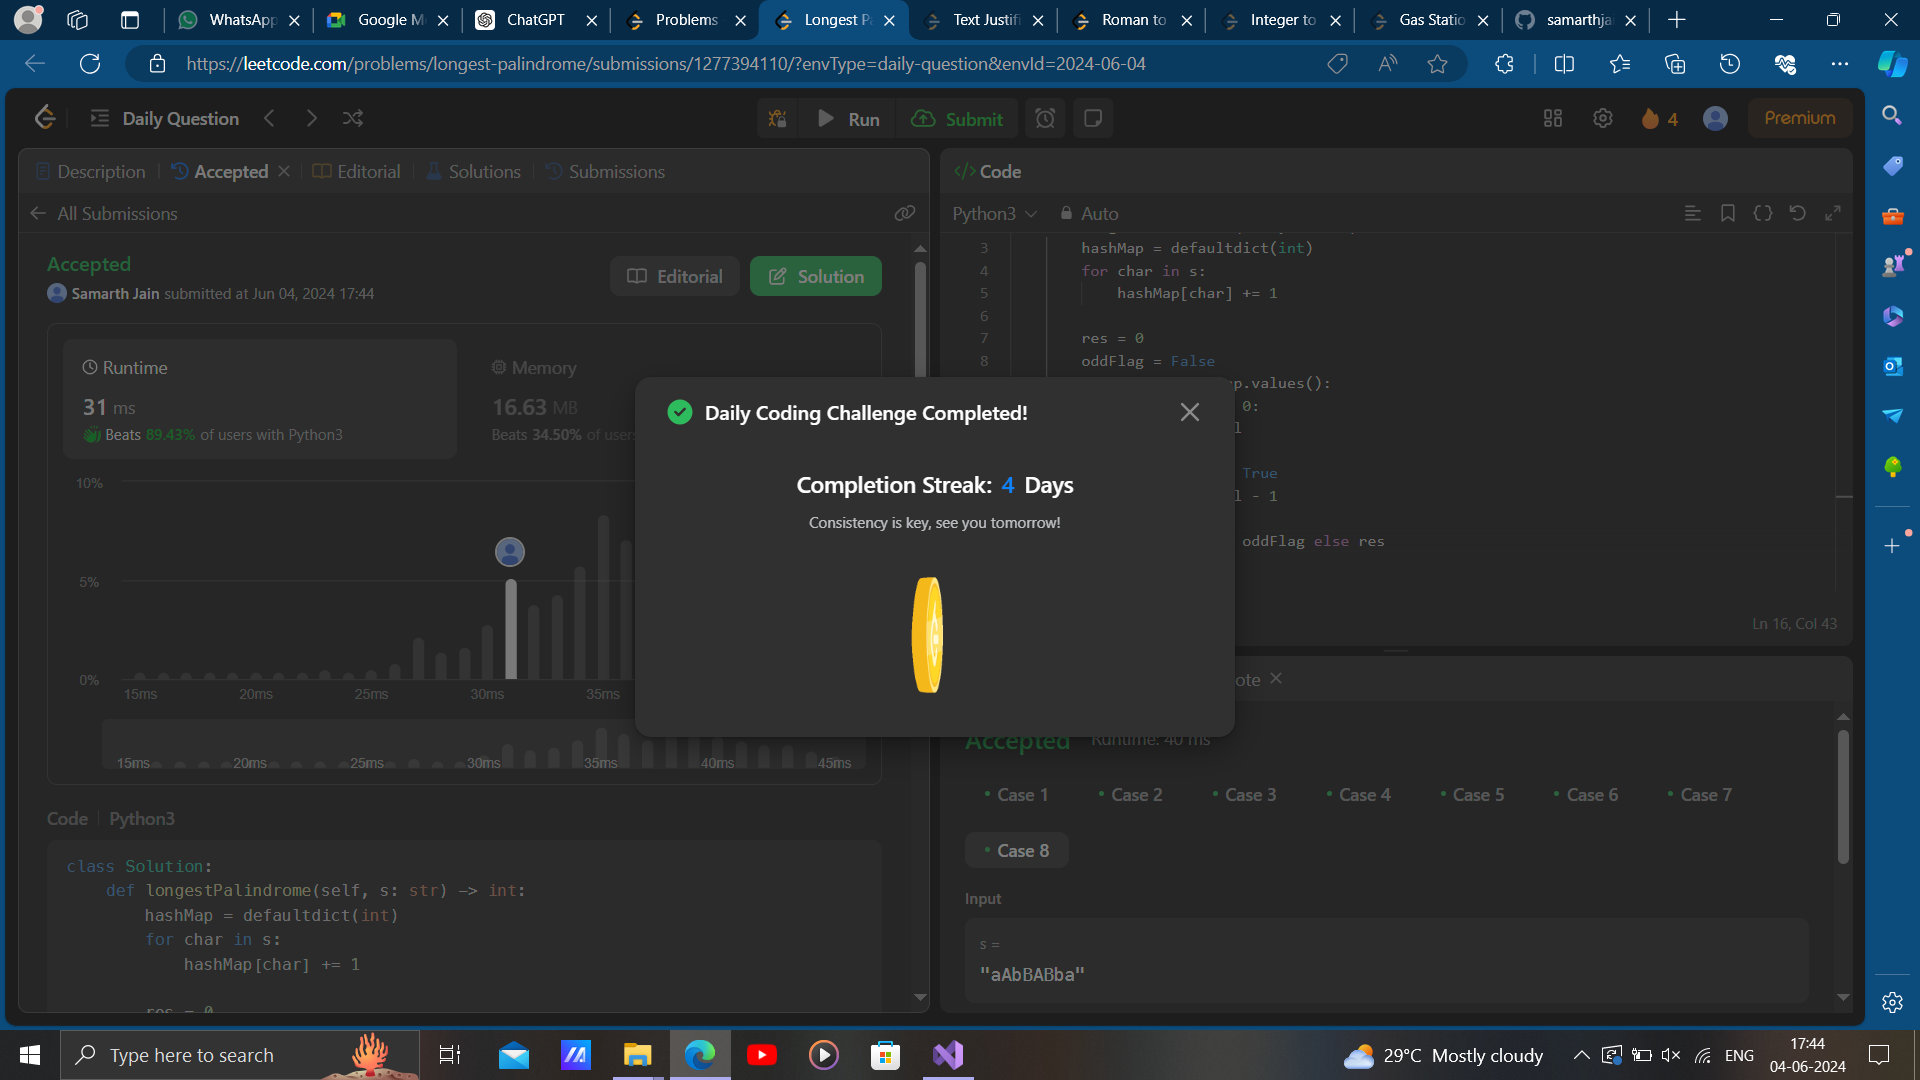 WhatsApp
Google M
ChatGPT
Problems
Longest Pa
Text Justifi
Roman to
Integer to
Gas Statio
samarthja
https://leetcode.com/problems/longest-palindrome/submissions/1277394110/?envType=daily-question&envId=2024-06-04
Daily Question
Run
Submit
4
Premium
Description
Accepted
Editorial
Solutions
Submissions
All Submissions
Accepted
Samarth Jain submitted at Jun 04, 2024 17:44
Editorial
Solution
Runtime
31 ms
Beats 89.43% of users with Python3
Memory
16.63 MB
Beats 34.50% of users
10%
5%
0%
15ms
20ms
25ms
30ms
35ms
15ms
20ms
25ms
30ms
35ms
40ms
45ms
Code
Python3
class Solution:
def longestPalindrome(self, s: str) -> int:
hashMap = defaultdict(int)
for char in s:
hashMap[char] += 1
res = 0
Code
Python3
Auto
3 hashMap = defaultdict(int)
4 for char in s:
5 hashMap[char] += 1
6
7 res = 0
8 oddFlag = False
p.values():
0:
l
True
l - 1
oddFlag else res
Ln 16, Col 43
Daily Coding Challenge Completed!
Completion Streak: 4 Days
Consistency is key, see you tomorrow!
ote
Accepted
Runtime: 40 ms
Case 1
Case 2
Case 3
Case 4
Case 5
Case 6
Case 7
Case 8
Input
s =
"aAbBABba"
Type here to search
29°C Mostly cloudy
ENG
17:44
04-06-2024